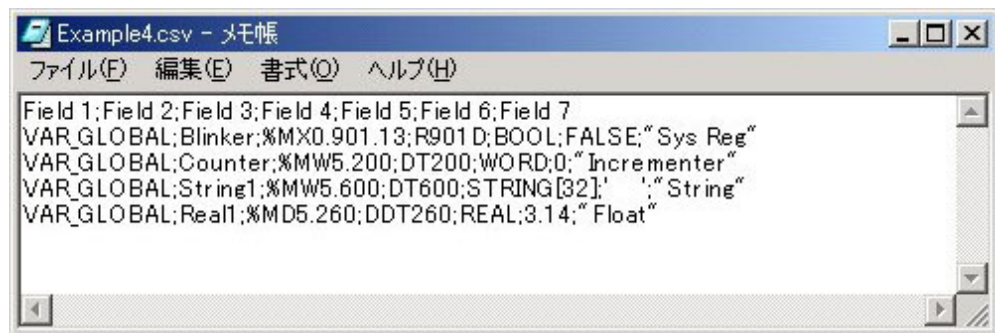 Example4.csv - メモ帳
ファイル(F) 編集(E) 書式(O) ヘルプ(H)
Field 1;Field 2;Field 3;Field 4;Field 5;Field 6;Field 7
VAR_GLOBAL;Blinker;%MX0.901.13;R901D;BOOL;FALSE;"Sys Reg"
VAR_GLOBAL;Counter;%MW5.200;DT200;WORD;0;"Incrementer"
VAR_GLOBAL;String1;%MW5.600;DT600;STRING[32];'   ';"String"
VAR_GLOBAL;Real1;%MD5.260;DDT260;REAL;3.14;"Float"